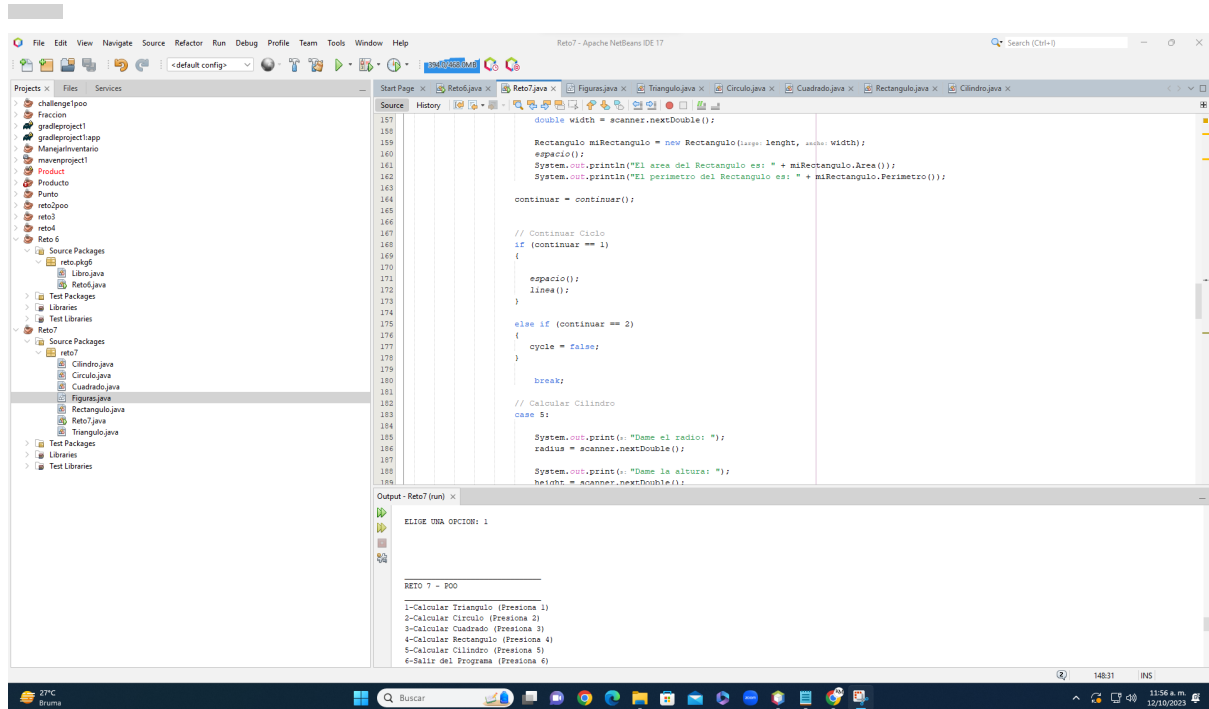 File Edit View Navigate Source Refactor Run Debug Profile Team Tools Window Help Reto7 - Apache NetBeans IDE 17 Search (Ctrl+I)
<default config>
Projects Files Services
Start Page Reto6.java Reto7.java Figuras.java Triangulo.java Circulo.java Cuadrado.java Rectangulo.java Cilindro.java
Source History
challenge1poo
Fraccion
gradleproject1
gradleproject1:app
ManejarInventario
mavenproject1
Product
Producto
Punto
reto2poo
reto3
reto4
Reto 6
Source Packages
reto.pkg6
Libro.java
Reto6.java
Test Packages
Libraries
Test Libraries
Reto7
Source Packages
reto7
Cilindro.java
Circulo.java
Cuadrado.java
Figuras.java
Rectangulo.java
Reto7.java
Triangulo.java
Test Packages
Libraries
Test Libraries
157 double width = scanner.nextDouble();
158
159 Rectangulo miRectangulo = new Rectangulo(largo: lenght, ancho: width);
160 espacio();
161 System.out.println("El area del Rectangulo es: " + miRectangulo.Area());
162 System.out.println("El perimetro del Rectangulo es: " + miRectangulo.Perimetro());
163
164 continuar = continuar();
165
166
167 // Continuar Ciclo
168 if (continuar == 1)
169 {
170
171 espacio();
172 linea();
173 }
174
175 else if (continuar == 2)
176 {
177 cycle = false;
178 }
179
180 break;
181
182 // Calcular Cilindro
183 case 5:
184
185 System.out.print(s: "Dame el radio: ");
186 radius = scanner.nextDouble();
187
188 System.out.print(s: "Dame la altura: ");
189 height = scanner.nextDouble();
Output - Reto7 (run)
ELIGE UNA OPCION: 1
RETO 7 - POO
1-Calcular Triangulo (Presiona 1)
2-Calcular Circulo (Presiona 2)
3-Calcular Cuadrado (Presiona 3)
4-Calcular Rectangulo (Presiona 4)
5-Calcular Cilindro (Presiona 5)
6-Salir del Programa (Presiona 6)
148:31 INS
27°C
Bruma
Buscar
11:56 a. m.
12/10/2023